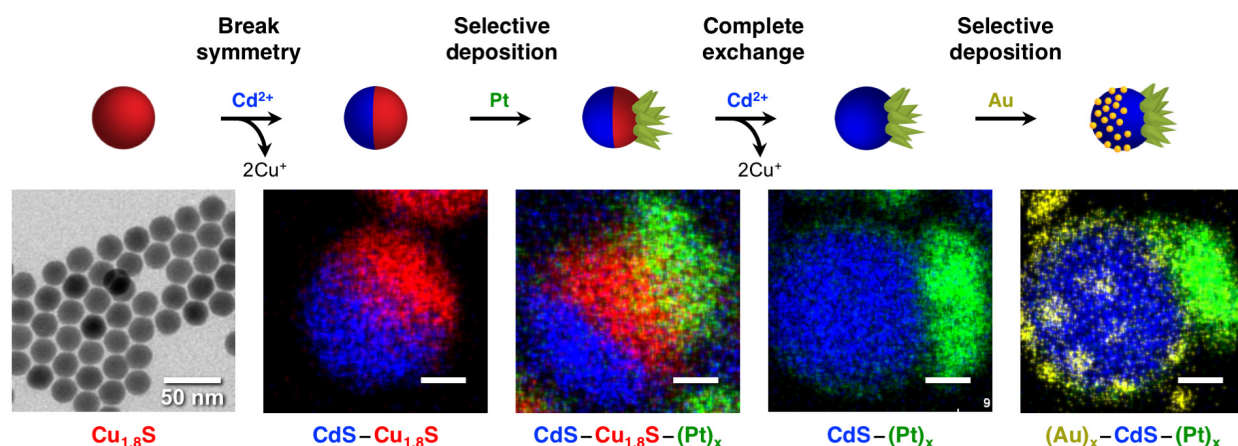 Break
symmetry
Selective
deposition
Complete
exchange
Selective
deposition
Cd²⁺
Pt
Cd²⁺
Au
2Cu⁺
2Cu⁺
50 nm
9
Cu₁.₈S
CdS–Cu₁.₈S
CdS–Cu₁.₈S–(Pt)ₓ
CdS–(Pt)ₓ
(Au)ₓ–CdS–(Pt)ₓ